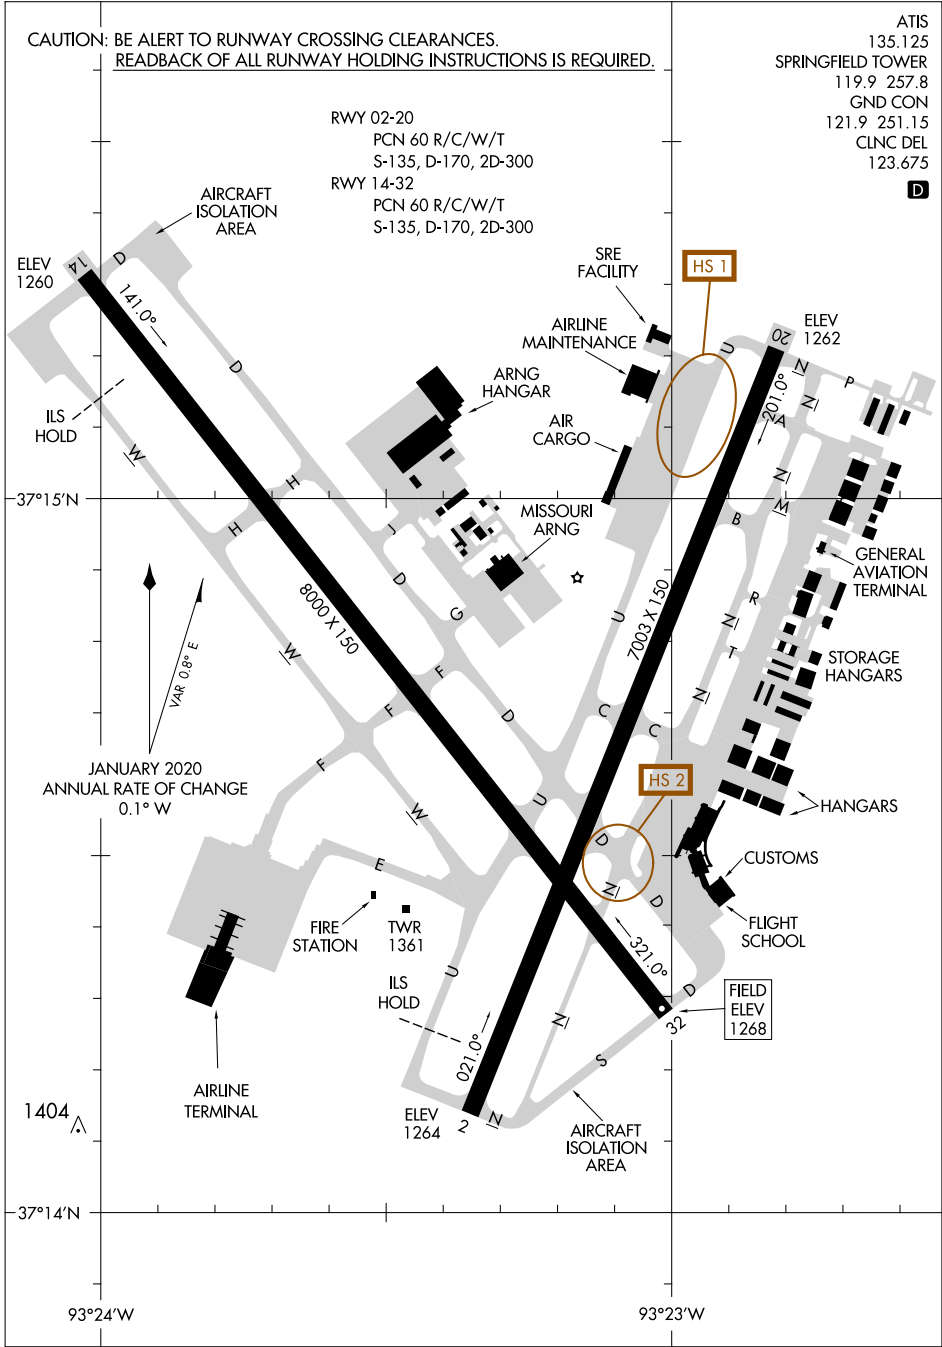 CAUTION: BE ALERT TO RUNWAY CROSSING CLEARANCES.
READBACK OF ALL RUNWAY HOLDING INSTRUCTIONS IS REQUIRED.
ATIS
135.125
SPRINGFIELD TOWER
119.9 257.8
GND CON
121.9 251.15
CLNC DEL
123.675
D
RWY 02-20
PCN 60 R/C/W/T
S-135, D-170, 2D-300
RWY 14-32
PCN 60 R/C/W/T
S-135, D-170, 2D-300
AIRCRAFT
ISOLATION
AREA
ELEV
1260
14
D
141.0°
D
SRE
FACILITY
HS 1
AIRLINE
MAINTENANCE
U
20
ELEV
1262
N
P
201.0°
N
A
ARNG
HANGAR
ILS
HOLD
AIR
CARGO
W
H
H
N
37°15'N
M
MISSOURI
ARNG
B
J
D
GENERAL
AVIATION
TERMINAL
8000 X 150
7003 X 150
G
U
R
N
VAR 0.8° E
W
F
F
T
STORAGE
HANGARS
N
D
C
C
F
JANUARY 2020
ANNUAL RATE OF CHANGE
0.1° W
HS 2
U
W
HANGARS
D
E
CUSTOMS
N
D
FIRE
STATION
TWR
1361
FLIGHT
SCHOOL
321.0°
U
ILS
HOLD
D
FIELD
ELEV
1268
32
N
021.0°
S
AIRLINE
TERMINAL
1404
ELEV
1264
2
N
AIRCRAFT
ISOLATION
AREA
37°14'N
93°24'W
93°23'W